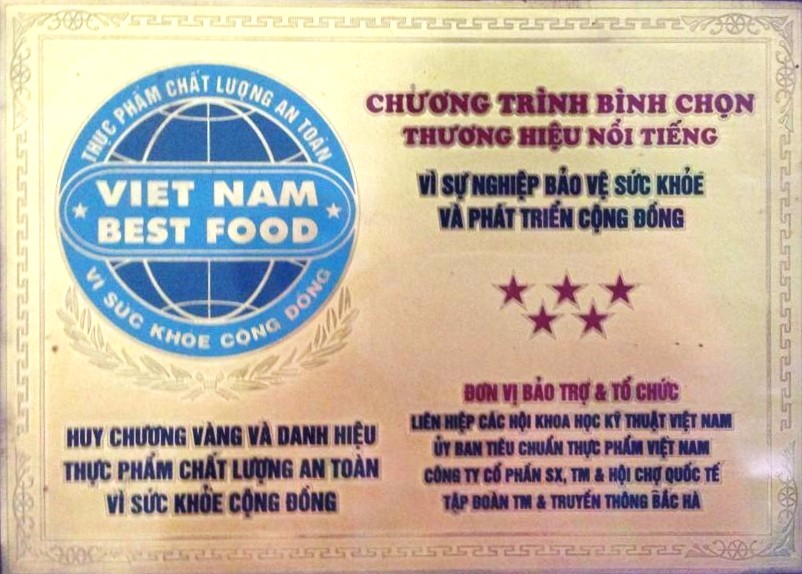 THỰC PHẨM CHẤT LƯỢNG AN TOÀN
VIET NAM
BEST FOOD
VÌ SỨC KHỎE CỘNG ĐỒNG
HUY CHƯƠNG VÀNG VÀ DANH HIỆU
THỰC PHẨM CHẤT LƯỢNG AN TOÀN
VÌ SỨC KHỎE CỘNG ĐỒNG
CHƯƠNG TRÌNH BÌNH CHỌN
THƯƠNG HIỆU NỔI TIẾNG
VÌ SỰ NGHIỆP BẢO VỆ SỨC KHỎE
VÀ PHÁT TRIỂN CỘNG ĐỒNG
ĐƠN VỊ BẢO TRỢ & TỔ CHỨC
LIÊN HIỆP CÁC HỘI KHOA HỌC KỸ THUẬT VIỆT NAM
ỦY BAN TIÊU CHUẨN THỰC PHẨM VIỆT NAM
CÔNG TY CỔ PHẦN SX, TM & HỘI CHỢ QUỐC TẾ
TẬP ĐOÀN TM & TRUYỀN THÔNG BẮC HÀ